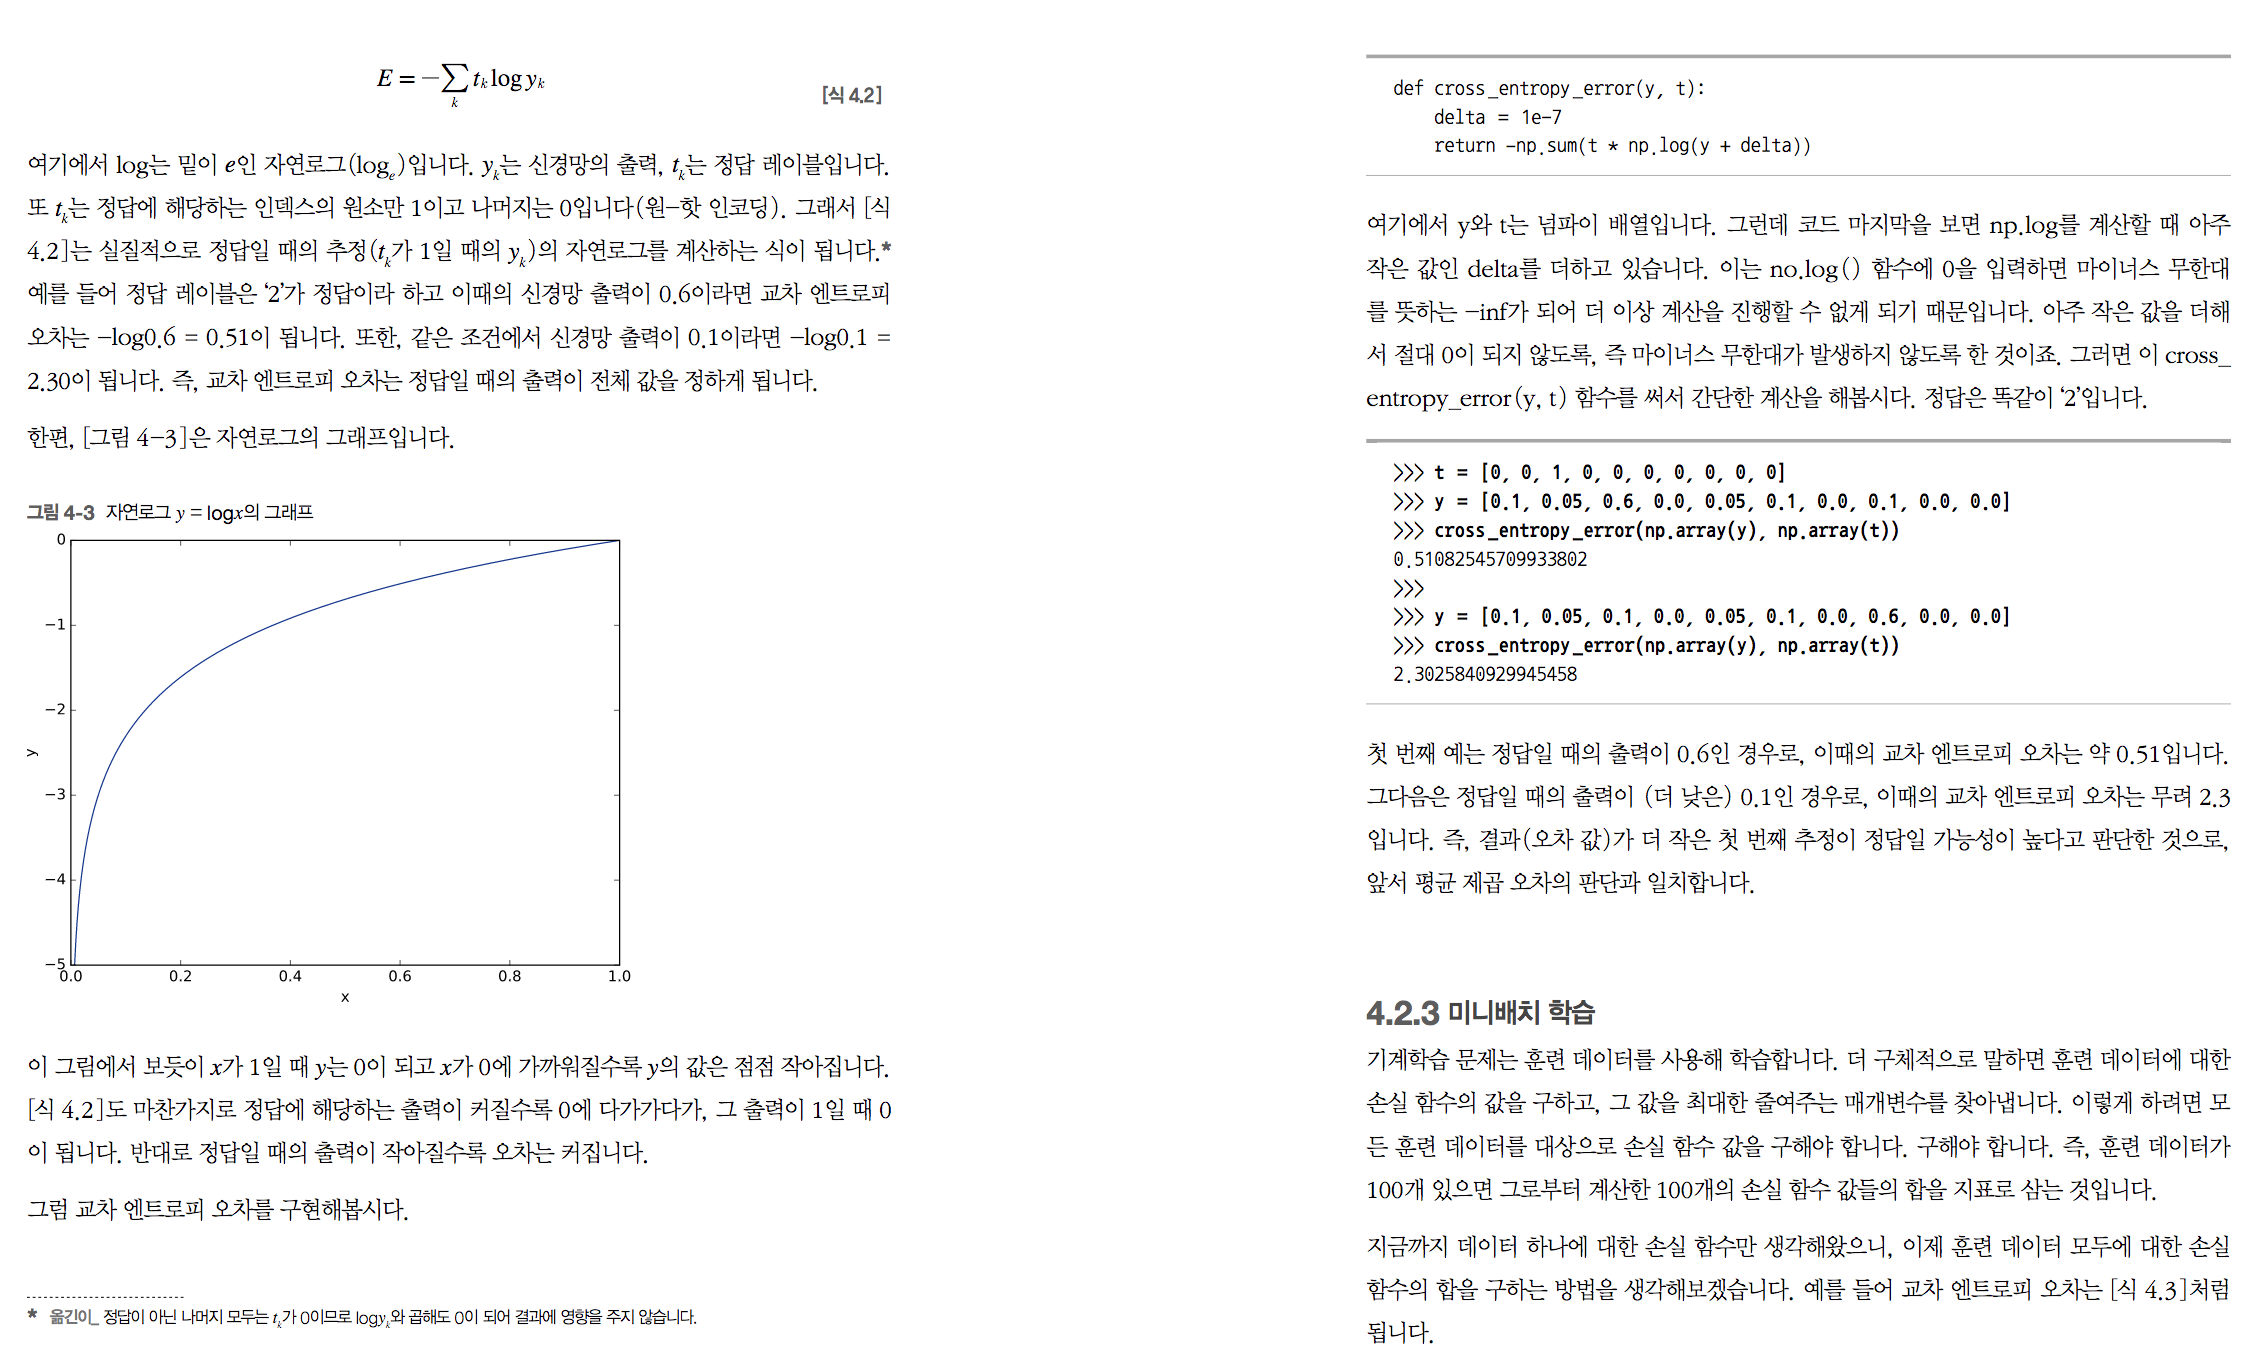 E = −∑ tk log yk
k
[식 4.2]
여기에서 log는 밑이 e인 자연로그(loge)입니다. yk는 신경망의 출력, tk는 정답 레이블입니다.
또 tk는 정답에 해당하는 인덱스의 원소만 1이고 나머지는 0입니다(원-핫 인코딩). 그래서 [식
4.2]는 실질적으로 정답일 때의 추정(tk가 1일 때의 yk)의 자연로그를 계산하는 식이 됩니다.*
예를 들어 정답 레이블은 ‘2’가 정답이라 하고 이때의 신경망 출력이 0.6이라면 교차 엔트로피
오차는 −log0.6 = 0.51이 됩니다. 또한, 같은 조건에서 신경망 출력이 0.1이라면 −log0.1 =
2.30이 됩니다. 즉, 교차 엔트로피 오차는 정답일 때의 출력이 전체 값을 정하게 됩니다.
한편, [그림 4-3]은 자연로그의 그래프입니다.
그림 4-3 자연로그 y = logx의 그래프
0
−1
−2
y
−3
−4
−5
0.0 0.2 0.4 0.6 0.8 1.0
x
이 그림에서 보듯이 x가 1일 때 y는 0이 되고 x가 0에 가까워질수록 y의 값은 점점 작아집니다.
[식 4.2]도 마찬가지로 정답에 해당하는 출력이 커질수록 0에 다가가다가, 그 출력이 1일 때 0
이 됩니다. 반대로 정답일 때의 출력이 작아질수록 오차는 커집니다.
그럼 교차 엔트로피 오차를 구현해봅시다.
* 옮긴이_ 정답이 아닌 나머지 모두는 tk가 0이므로 logyk와 곱해도 0이 되어 결과에 영향을 주지 않습니다.
def cross_entropy_error(y, t):
delta = 1e-7
return -np.sum(t * np.log(y + delta))
여기에서 y와 t는 넘파이 배열입니다. 그런데 코드 마지막을 보면 np.log를 계산할 때 아주
작은 값인 delta를 더하고 있습니다. 이는 no.log() 함수에 0을 입력하면 마이너스 무한대
를 뜻하는 -inf가 되어 더 이상 계산을 진행할 수 없게 되기 때문입니다. 아주 작은 값을 더해
서 절대 0이 되지 않도록, 즉 마이너스 무한대가 발생하지 않도록 한 것이죠. 그러면 이 cross_
entropy_error(y, t) 함수를 써서 간단한 계산을 해봅시다. 정답은 똑같이 ‘2’입니다.
>>> t = [0, 0, 1, 0, 0, 0, 0, 0, 0, 0]
>>> y = [0.1, 0.05, 0.6, 0.0, 0.05, 0.1, 0.0, 0.1, 0.0, 0.0]
>>> cross_entropy_error(np.array(y), np.array(t))
0.51082545709933802
>>>
>>> y = [0.1, 0.05, 0.1, 0.0, 0.05, 0.1, 0.0, 0.6, 0.0, 0.0]
>>> cross_entropy_error(np.array(y), np.array(t))
2.3025840929945458
첫 번째 예는 정답일 때의 출력이 0.6인 경우로, 이때의 교차 엔트로피 오차는 약 0.51입니다.
그다음은 정답일 때의 출력이 (더 낮은) 0.1인 경우로, 이때의 교차 엔트로피 오차는 무려 2.3
입니다. 즉, 결과(오차 값)가 더 작은 첫 번째 추정이 정답일 가능성이 높다고 판단한 것으로,
앞서 평균 제곱 오차의 판단과 일치합니다.
4.2.3 미니배치 학습
기계학습 문제는 훈련 데이터를 사용해 학습합니다. 더 구체적으로 말하면 훈련 데이터에 대한
손실 함수의 값을 구하고, 그 값을 최대한 줄여주는 매개변수를 찾아냅니다. 이렇게 하려면 모
든 훈련 데이터를 대상으로 손실 함수 값을 구해야 합니다. 구해야 합니다. 즉, 훈련 데이터가
100개 있으면 그로부터 계산한 100개의 손실 함수 값들의 합을 지표로 삼는 것입니다.
지금까지 데이터 하나에 대한 손실 함수만 생각해왔으니, 이제 훈련 데이터 모두에 대한 손실
함수의 합을 구하는 방법을 생각해보겠습니다. 예를 들어 교차 엔트로피 오차는 [식 4.3]처럼
됩니다.